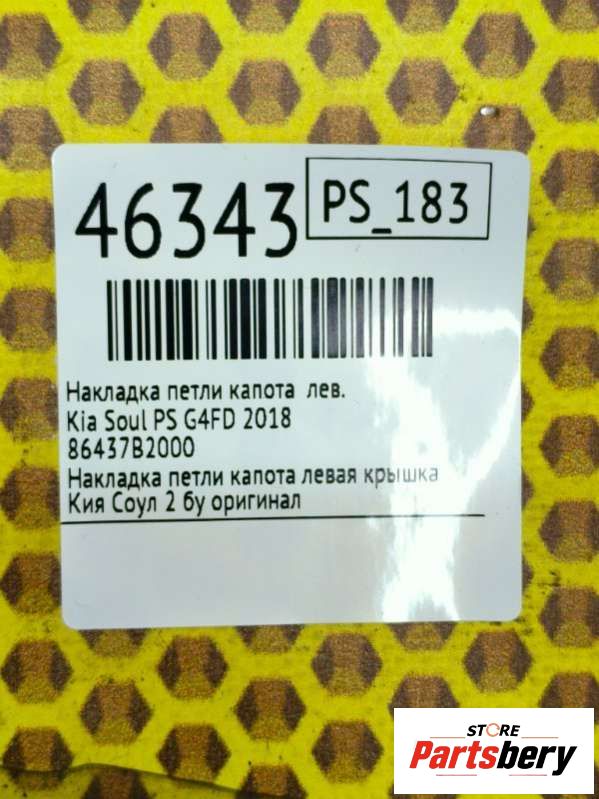 46343
PS_183
Накладка петли капота лев.
Kia Soul PS G4FD 2018
86437B2000
Накладка петли капота левая крышка
Кия Соул 2 бу оригинал
STORE
Partsbery